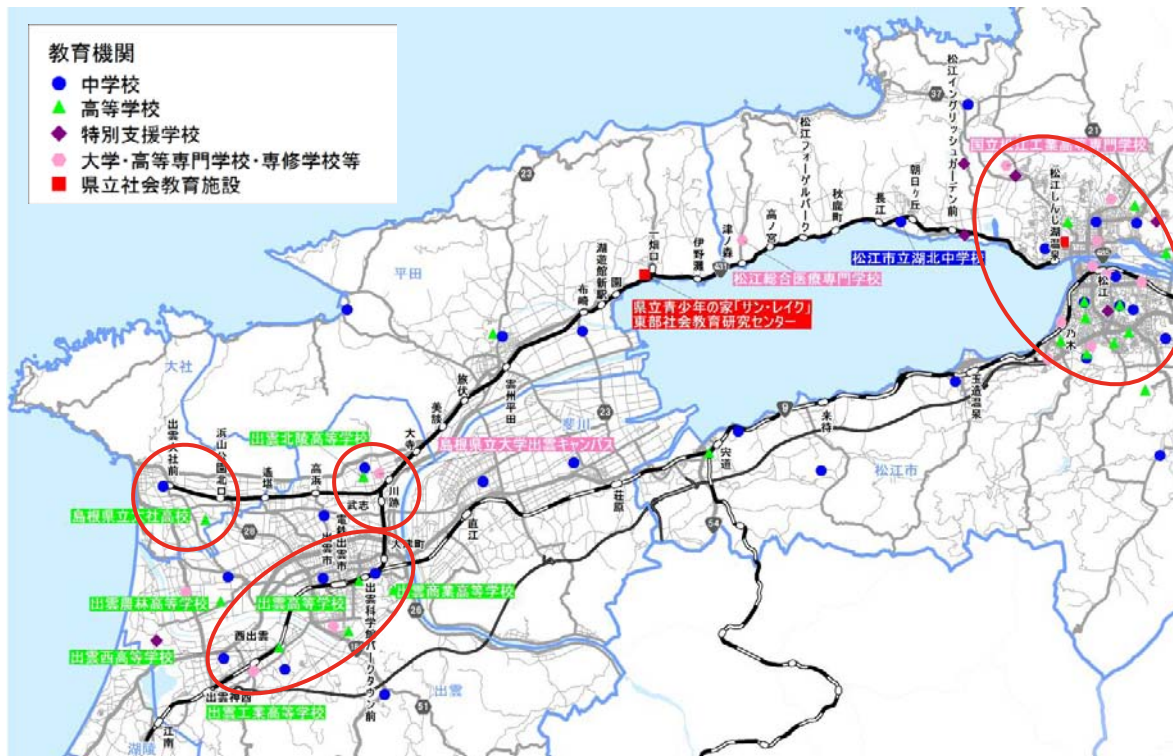 教育機関
中学校
高等学校
特別支援学校
大学・高等専門学校・専修学校等
県立社会教育施設
37
21
23
松江イングリッシュガーデン前
国立松江工業高等専門学校
松江フォーゲルパーク
朝日ヶ丘
秋鹿町
長江
松江しんじ湖温泉
高ノ宮
津ノ森
伊野灘
一畑口
園
湖遊館新駅
布崎
431
485
松江総合医療専門学校
松江市立湖北中学校
県立青少年の家「サン・レイク」
東部社会教育研究センター
平田
松江
乃木
大社
旅伏
雲州平田
美談
大寺
斐川
23
9
玉造温泉
来待
出雲大社前
浜山公園北口
遙堪
高浜
出雲北陵高等学校
武志
川跡
島根県立大学出雲キャンパス
宍道
松江市
荘原
直江
島根県立大社高校
28
出雲市
電鉄出雲市
大津町
54
出雲農林高等学校
出雲高等学校
出雲商業高等学校
26
出雲科学館パークタウン前
西出雲
出雲西高等学校
出雲神西
出雲工業高等学校
出雲
51
江南
湖陵